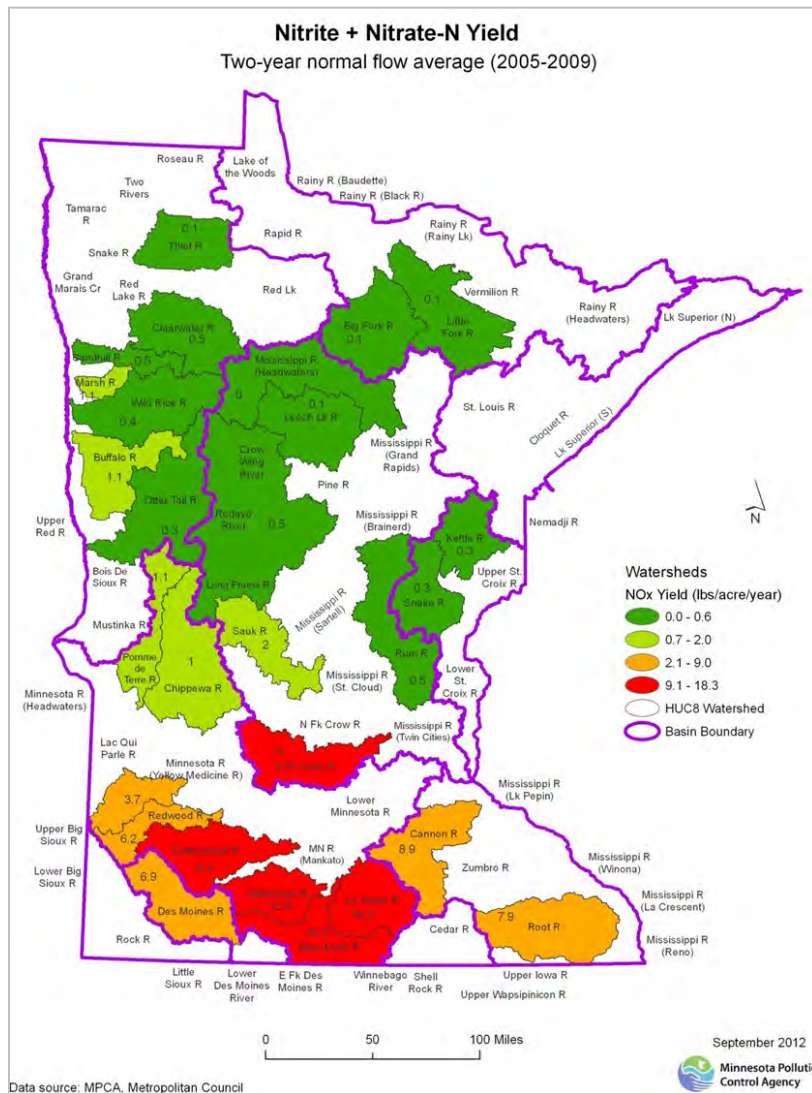 Nitrite + Nitrate-N Yield
Two-year normal flow average (2005-2009)
Roseau R
Lake of
the Woods
Two
Rivers
Rainy R (Baudette)
Rainy R (Black R)
Tamarac
R
0.1
Thief R
Rapid R
Rainy R
(Rainy Lk)
Snake R
Grand
Marais Cr
Red
Lake R
Red Lk
Vermilion R
Rainy R
(Headwaters)
Lk Superior (N)
0.1
Little
Fork R
Big Fork R
0.1
Clearwater R
0.5
Sandhill R
0.5
Mississippi R
(Headwaters)
0
Marsh R
1.1
Wild Rice R
0.4
0.1
Leech Lk R
St. Louis R
Cloquet R
Lk Superior (S)
Mississippi R
(Grand
Rapids)
Buffalo R
1.1
Crow
Wing
River
Pine R
Otter Tail R
0.3
Redeye
River
0.5
Mississippi R
(Brainerd)
Nemadji R
N
Upper
Red R
Kettle R
0.3
Bois De
Sioux R
1.1
Long Prairie R
0.3
Snake R
Upper St.
Croix R
Mustinka R
Mississippi R
(Sartell)
Sauk R
2
Rum R
0.5
Pomme
de
Terre R
1
Chippewa R
Mississippi R
(St. Cloud)
Lower
St.
Croix R
Minnesota R
(Headwaters)
N Fk Crow R
Mississippi R
(Twin Cities)
Lac Qui
Parle R
Minnesota R
(Yellow Medicine R)
Lower
Minnesota R
Mississippi R
(Lk Pepin)
3.7
Redwood R
6.2
Upper Big
Sioux R
Cannon R
8.9
MN R
(Mankato)
Zumbro R
Mississippi R
(Winona)
Lower Big
Sioux R
6.9
Des Moines R
Mississippi R
(La Crescent)
7.9
Root R
Rock R
Cedar R
Mississippi R
(Reno)
Little
Sioux R
Lower
Des Moines
River
E Fk Des
Moines R
Winnebago
River
Shell
Rock R
Upper Iowa R
Upper Wapsipinicon R
Watersheds
NOx Yield (lbs/acre/year)
0.0 - 0.6
0.7 - 2.0
2.1 - 9.0
9.1 - 18.3
HUC8 Watershed
Basin Boundary
0 50 100 Miles
September 2012
Minnesota Polluti
Control Agency
Data source: MPCA, Metropolitan Council